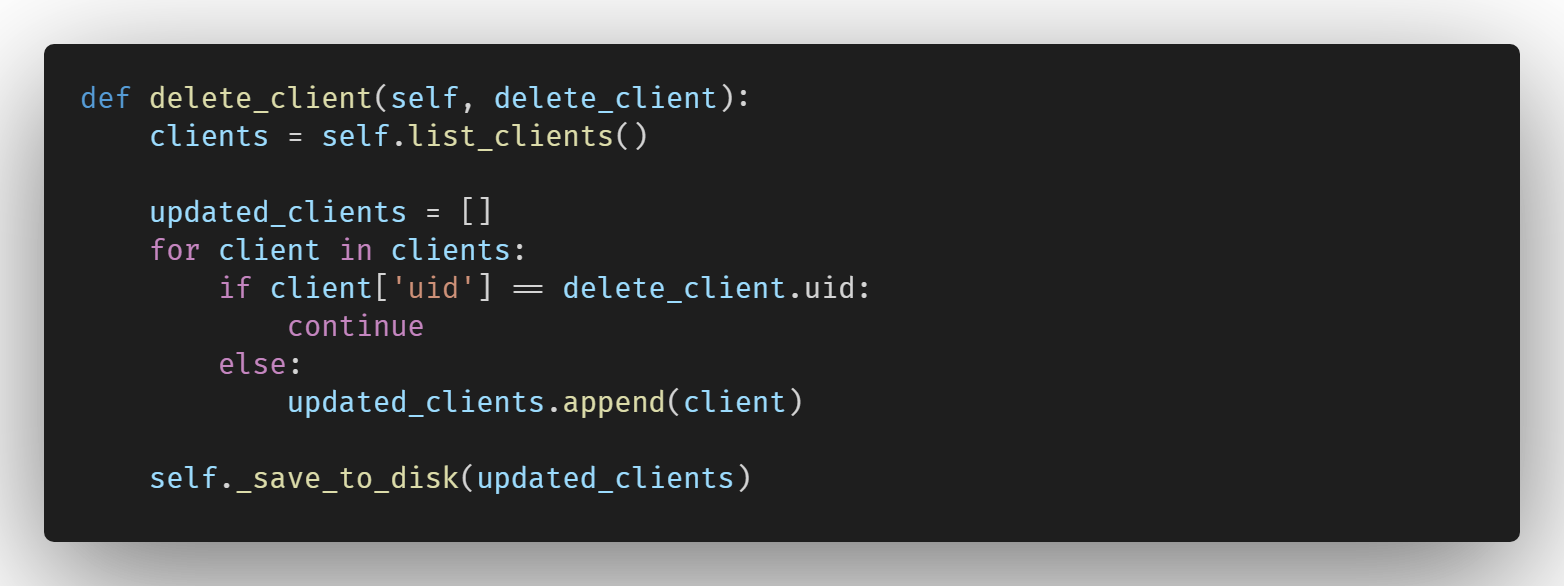 def delete_client(self, delete_client):
    clients = self.list_clients()

    updated_clients = []
    for client in clients:
        if client['uid'] == delete_client.uid:
            continue
        else:
            updated_clients.append(client)

    self._save_to_disk(updated_clients)